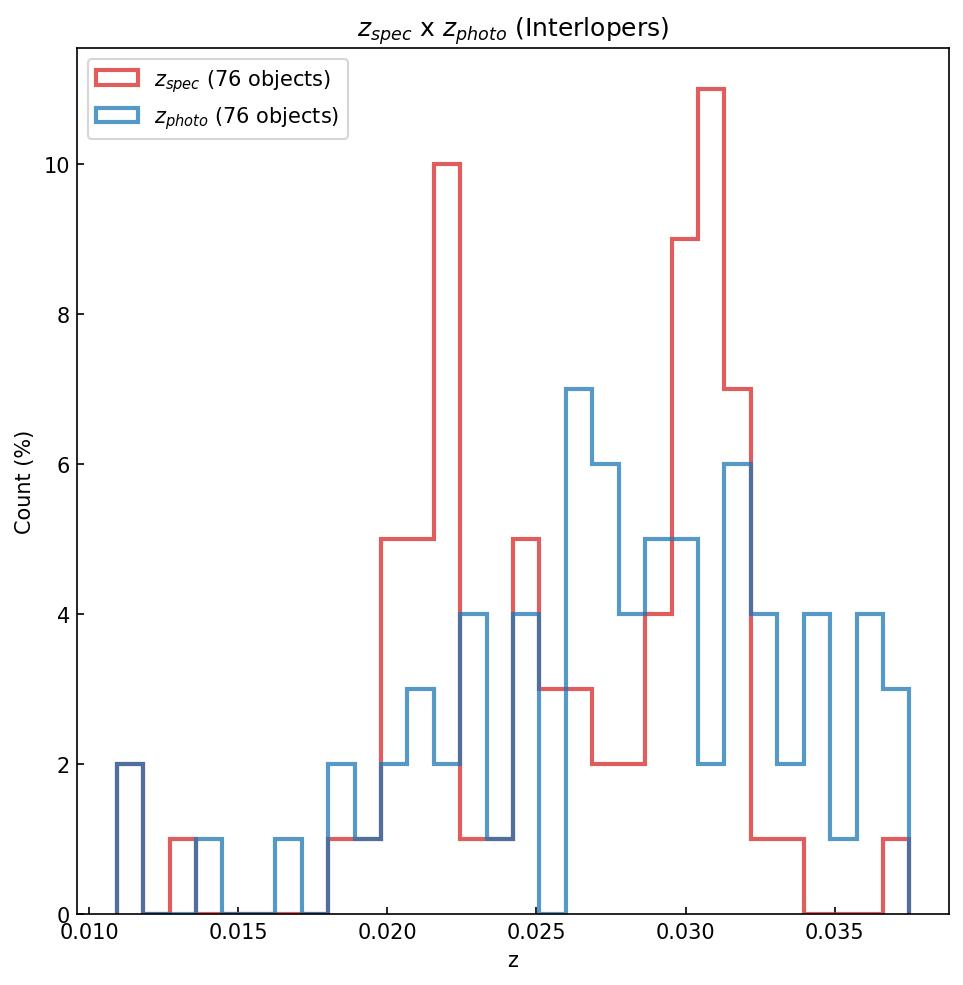 z_spec x z_photo (Interlopers)
z_spec (76 objects)
z_photo (76 objects)
Count (%)
10
8
6
4
2
0
0.010 0.015 0.020 0.025 0.030 0.035
z